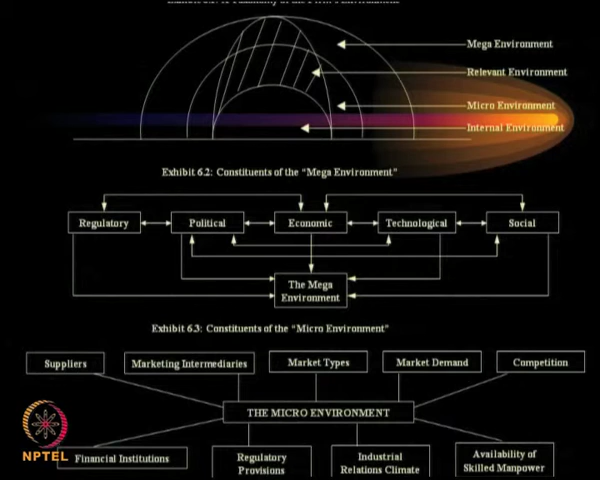 Mega Environment
Relevant Environment
Micro Environment
Internal Environment
Exhibit 6.2: Constituents of the "Mega Environment"
Regulatory
Political
Economic
Technological
Social
The Mega
Environment
Exhibit 6.3: Constituents of the "Micro Environment"
Suppliers
Marketing Intermediaries
Market Types
Market Demand
Competition
THE MICRO ENVIRONMENT
NPTEL
Financial Institutions
Regulatory
Provisions
Industrial
Relations Climate
Availability of
Skilled Manpower